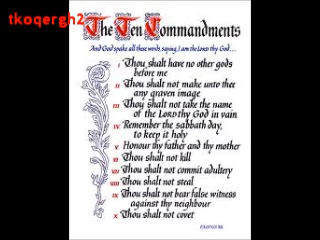 tkoqergh2
The Ten Commandments
And God spake all these words, saying, I am the LORD thy God...
I Thou shalt have no other gods
before me
II Thou shalt not make unto thee
any graven image
III Thou shalt not take the name
of the LORD thy God in vain
IV Remember the sabbath day,
to keep it holy
V Honour thy father and thy mother
VI Thou shalt not kill
VII Thou shalt not commit adultery
VIII Thou shalt not steal
IX Thou shalt not bear false witness
against thy neighbour
X Thou shalt not covet